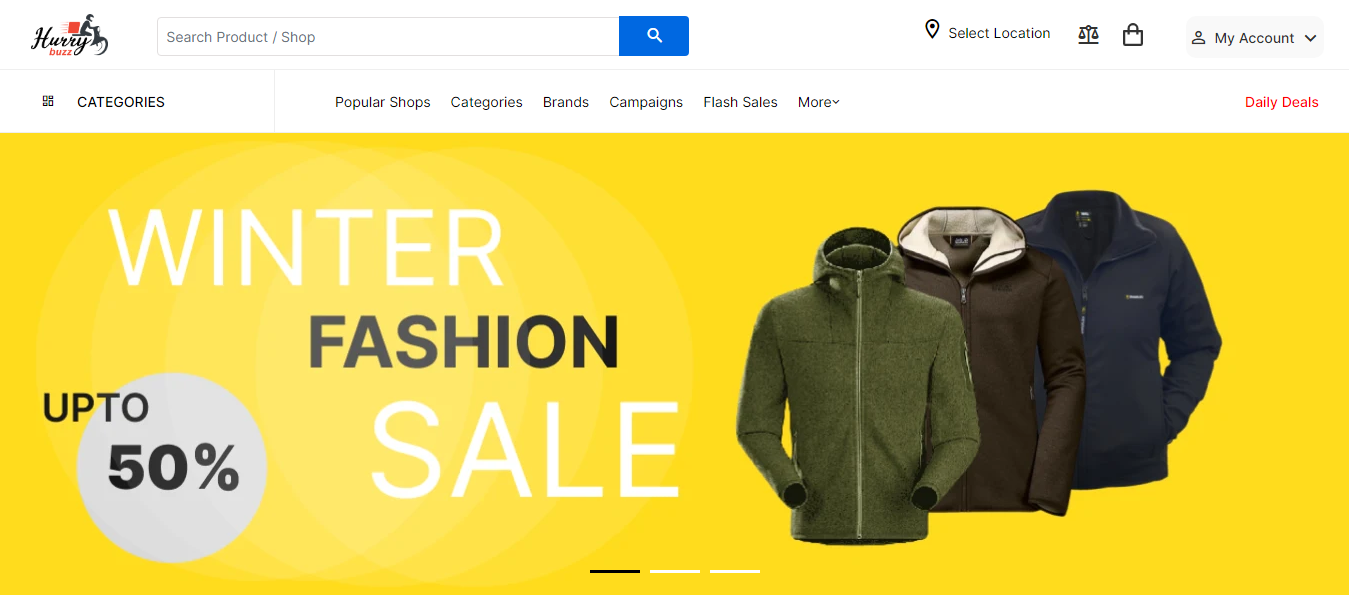 Hurry
buzz
Search Product / Shop
Select Location
My Account
CATEGORIES
Popular Shops
Categories
Brands
Campaigns
Flash Sales
More
Daily Deals
WINTER
FASHION
SALE
UPTO
50%